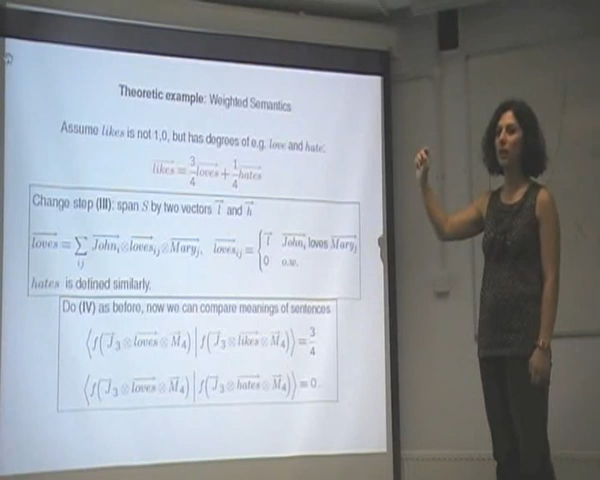 Theoretic example: Weighted Semantics
Assume likes is not 1,0, but has degrees of e.g. love and hate:
likes = 3/4 loves + 1/4 hates
Change step (III): span S by two vectors l and h
loves = ∑ij John_i ⊗ loves_ij ⊗ Mary_j, loves_ij = { l John_i loves Mary_j
0 o.w.
hates is defined similarly.
Do (IV) as before, now we can compare meanings of sentences
⟨f(J_3 ⊗ loves ⊗ M_4) | f(J_3 ⊗ likes ⊗ M_4)⟩ = 3/4
⟨f(J_3 ⊗ loves ⊗ M_4) | f(J_3 ⊗ hates ⊗ M_4)⟩ = 0.